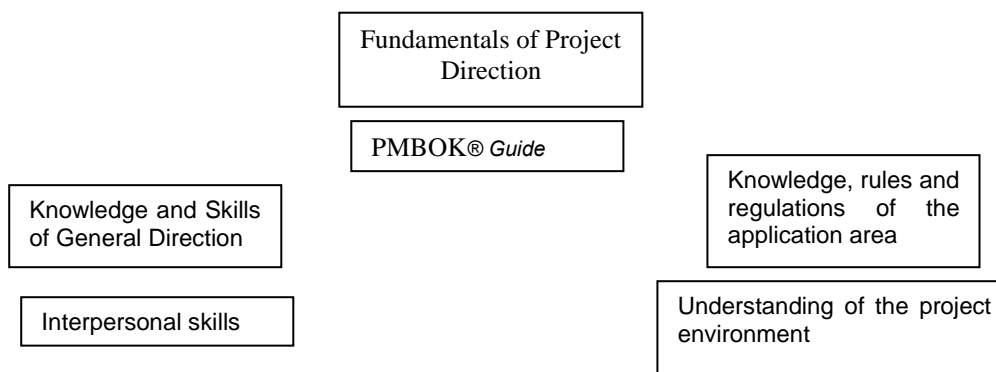 Fundamentals of Project
Direction
PMBOK® Guide
Knowledge and Skills
of General Direction
Knowledge, rules and
regulations of the
application area
Interpersonal skills
Understanding of the project
environment